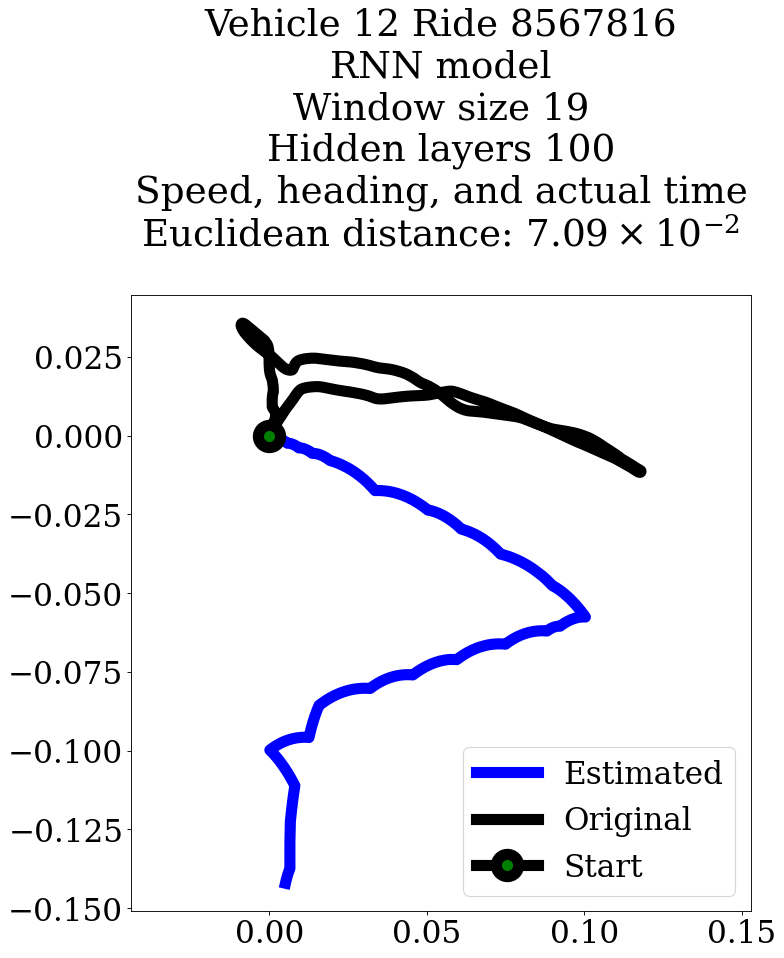 Vehicle 12 Ride 8567816
RNN model
Window size 19
Hidden layers 100
Speed, heading, and actual time
Euclidean distance: 7.09 × 10⁻²
0.025
0.000
−0.025
−0.050
−0.075
−0.100
−0.125
−0.150
Estimated
Original
Start
0.00 0.05 0.10 0.15